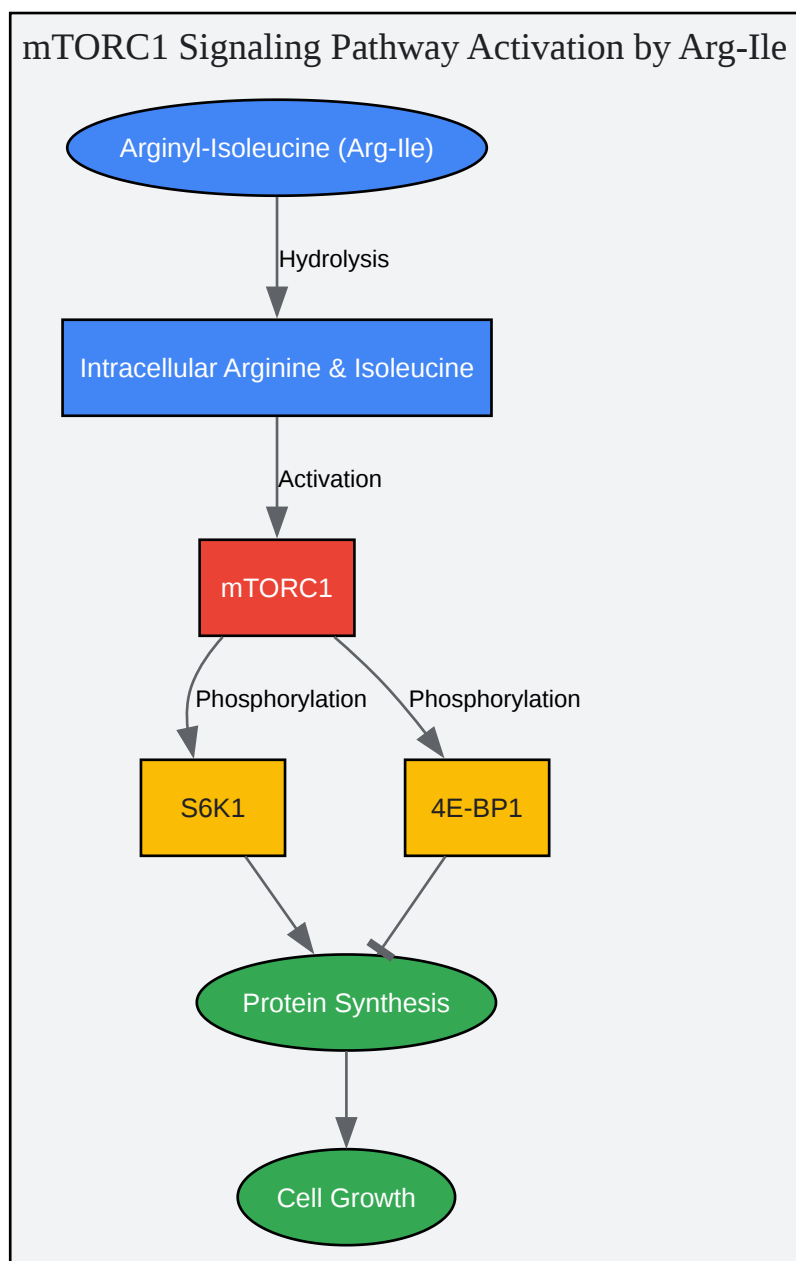 mTORC1 Signaling Pathway Activation by Arg-Ile
Arginyl-Isoleucine (Arg-Ile)
Hydrolysis
Intracellular Arginine & Isoleucine
Activation
mTORC1
Phosphorylation
Phosphorylation
S6K1
4E-BP1
Protein Synthesis
Cell Growth